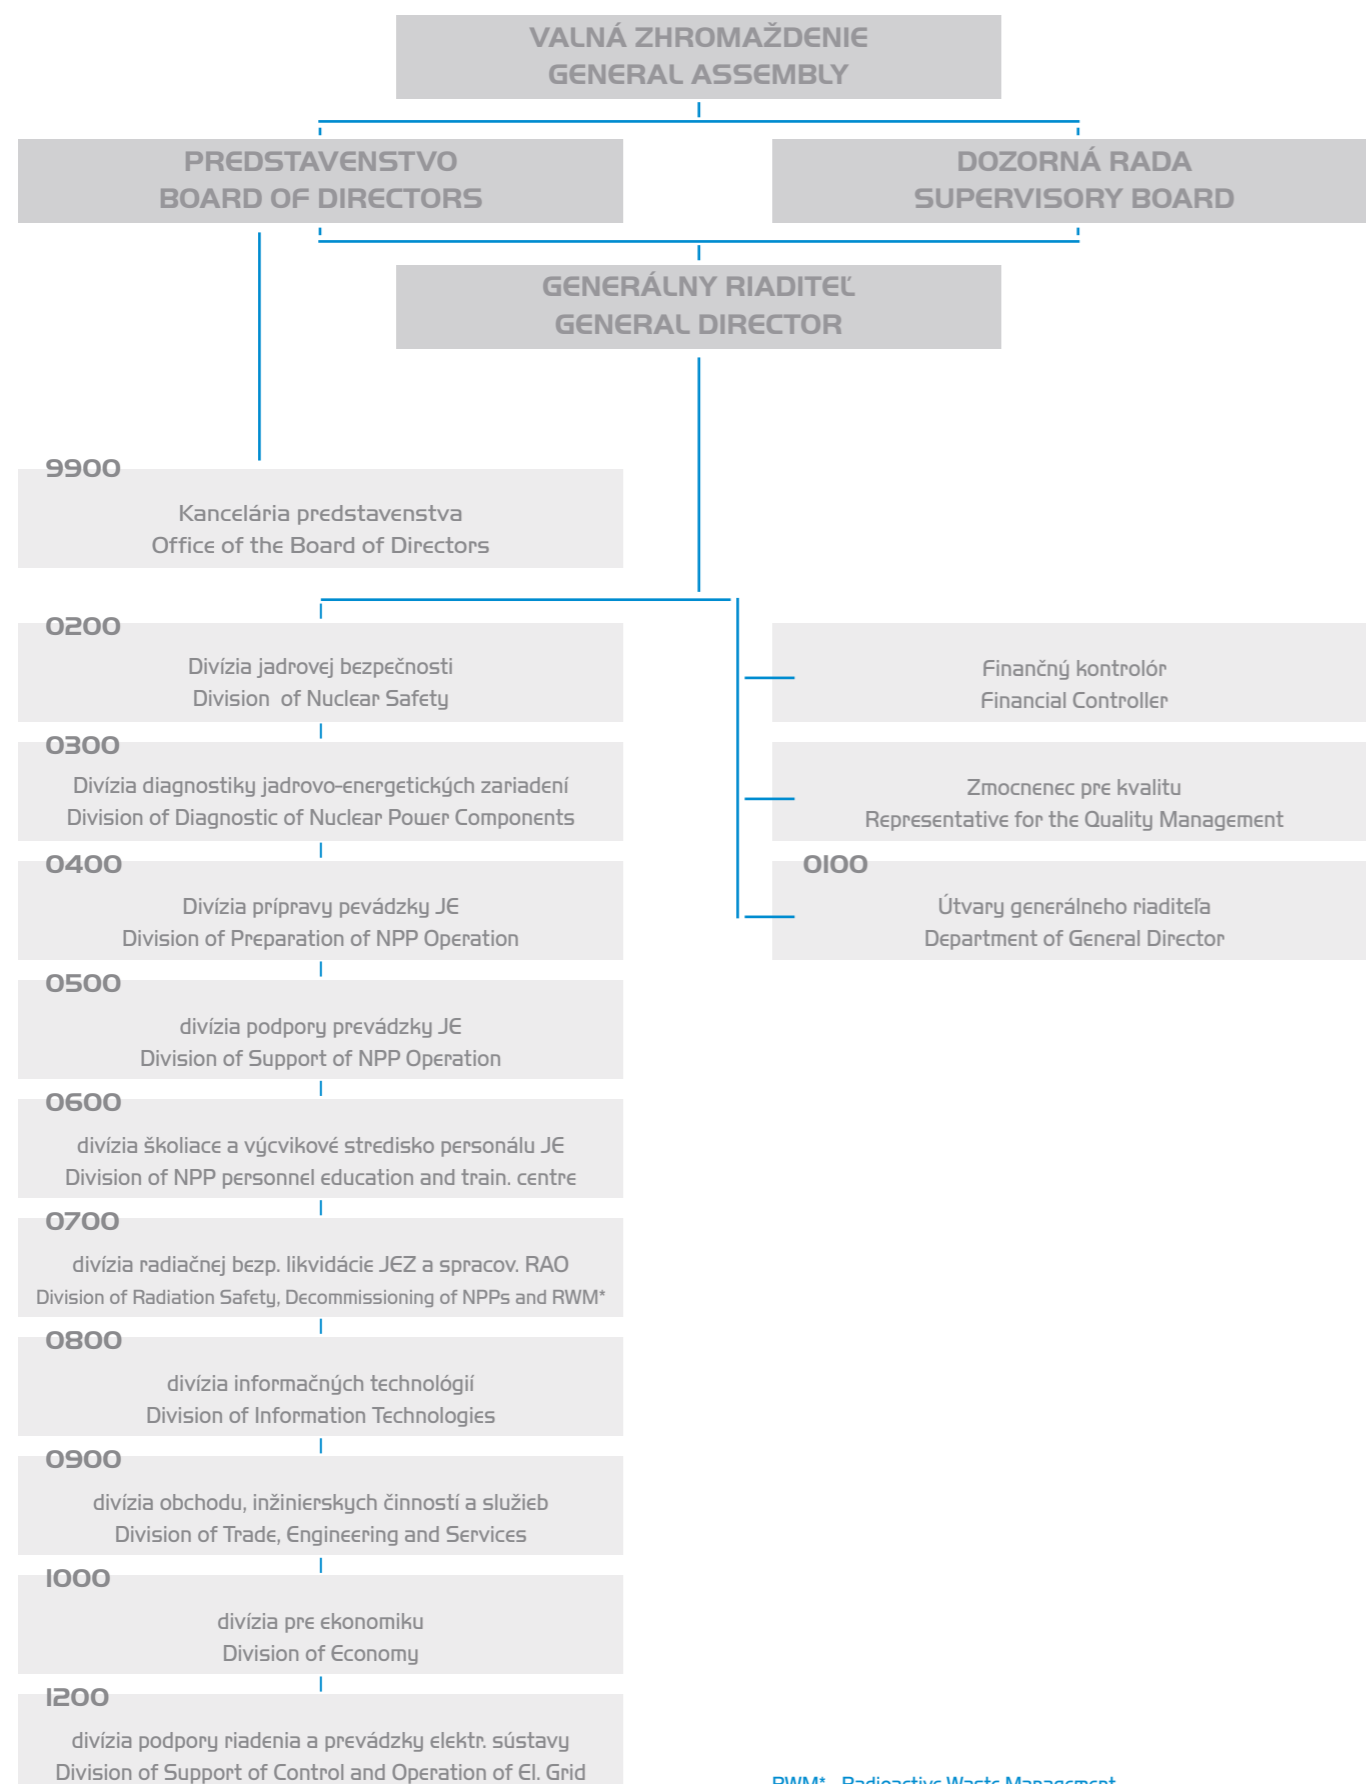 VALNÁ ZHROMAŽDENIE
GENERAL ASSEMBLY
PREDSTAVENSTVO
BOARD OF DIRECTORS
DOZORNÁ RADA
SUPERVISORY BOARD
GENERÁLNY RIADITEĽ
GENERAL DIRECTOR
9900
Kancelária predstavenstva
Office of the Board of Directors
0200
Divízia jadrovej bezpečnosti
Division of Nuclear Safety
0300
Divízia diagnostiky jadrovo-energetických zariadení
Division of Diagnostic of Nuclear Power Components
0400
Divízia prípravy pevádzky JE
Division of Preparation of NPP Operation
0500
divízia podpory prevádzky JE
Division of Support of NPP Operation
0600
divízia školiace a výcvikové stredisko personálu JE
Division of NPP personnel education and train. centre
0700
divízia radiačnej bezp. likvidácie JEZ a spracov. RAO
Division of Radiation Safety, Decommissioning of NPPs and RWM*
0800
divízia informačných technológií
Division of Information Technologies
0900
divízia obchodu, inžinierskych činností a služieb
Division of Trade, Engineering and Services
1000
divízia pre ekonomiku
Division of Economy
1200
divízia podpory riadenia a prevádzky elektr. sústavy
Division of Support of Control and Operation of El. Grid
Finančný kontrolór
Financial Controller
Zmocnenec pre kvalitu
Representative for the Quality Management
0100
Útvary generálneho riaditeľa
Department of General Director
RWM* - Radioactive Waste Management